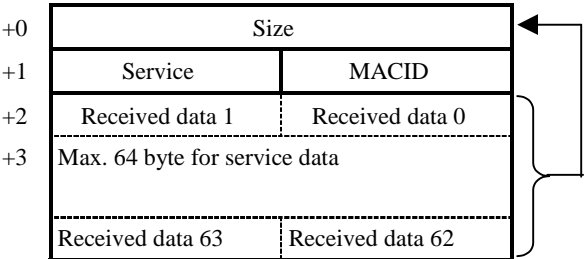 +0 Size
+1 Service MACID
+2 Received data 1 Received data 0
+3 Max. 64 byte for service data
Received data 63 Received data 62